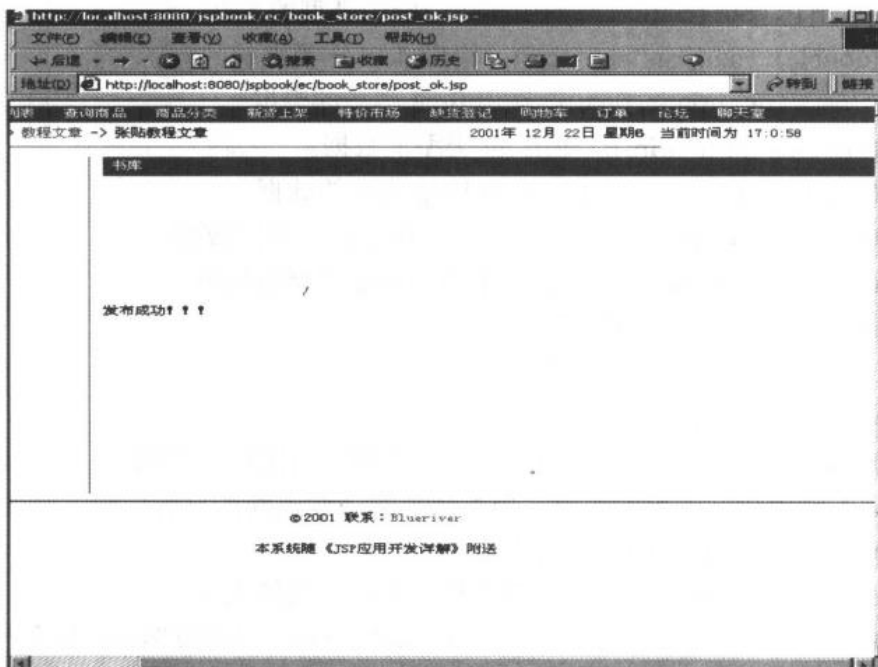 http://localhost:8080/jspbook/ec/book_store/post_ok.jsp -
文件(F) 编辑(E) 查看(V) 收藏(A) 工具(T) 帮助(H)
后退 搜索 收藏 历史
地址(D) http://localhost:8080/jspbook/ec/book_store/post_ok.jsp 转到 链接
列表 查询商品 商品分类 新货上架 特价市场 缺货登记 购物车 订单 论坛 聊天室
教程文章 -> 张贴教程文章 2001年 12月 22日 星期6 当前时间为 17:0:58
书库
发布成功！！！
©2001 联系：Blueriver
本系统随《JSP应用开发详解》附送